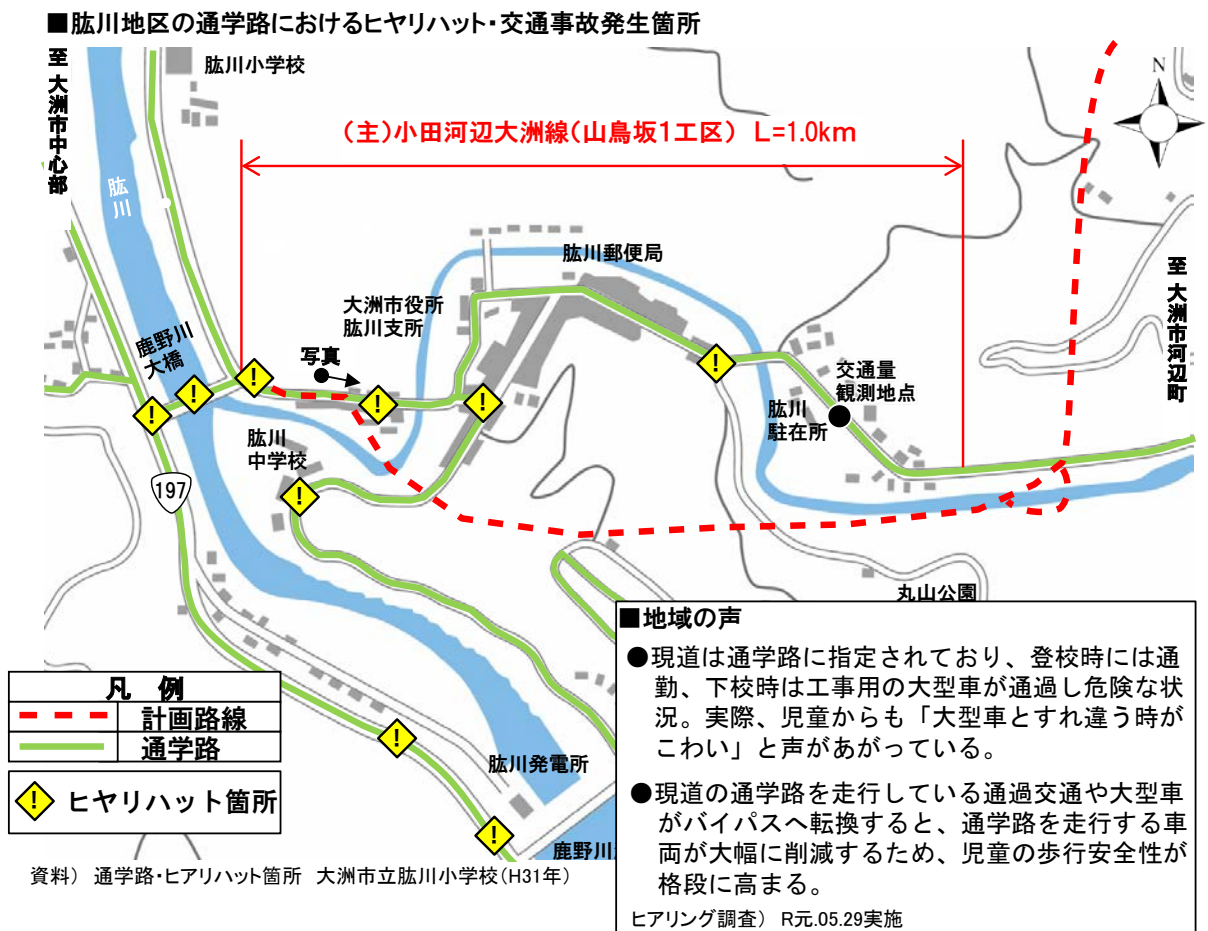 ■肱川地区の通学路におけるヒヤリハット・交通事故発生箇所
至 大洲市中心部
肱川小学校
N
(主)小田河辺大洲線(山鳥坂1工区) L=1.0km
肱川
肱川郵便局
至 大洲市河辺町
大洲市役所
肱川支所
鹿野川
大橋
写真
交通量
観測地点
肱川
駐在所
肱川
中学校
197
丸山公園
肱川発電所
鹿野川
凡 例
計画路線
通学路
ヒヤリハット箇所
■地域の声
●現道は通学路に指定されており、登校時には通
勤、下校時は工事用の大型車が通過し危険な状
況。実際、児童からも「大型車とすれ違う時が
こわい」と声があがっている。
●現道の通学路を走行している通過交通や大型車
がバイパスへ転換すると、通学路を走行する車
両が大幅に削減するため、児童の歩行安全性が
格段に高まる。
ヒアリング調査) R元.05.29実施
資料) 通学路・ヒアリハット箇所 大洲市立肱川小学校(H31年)